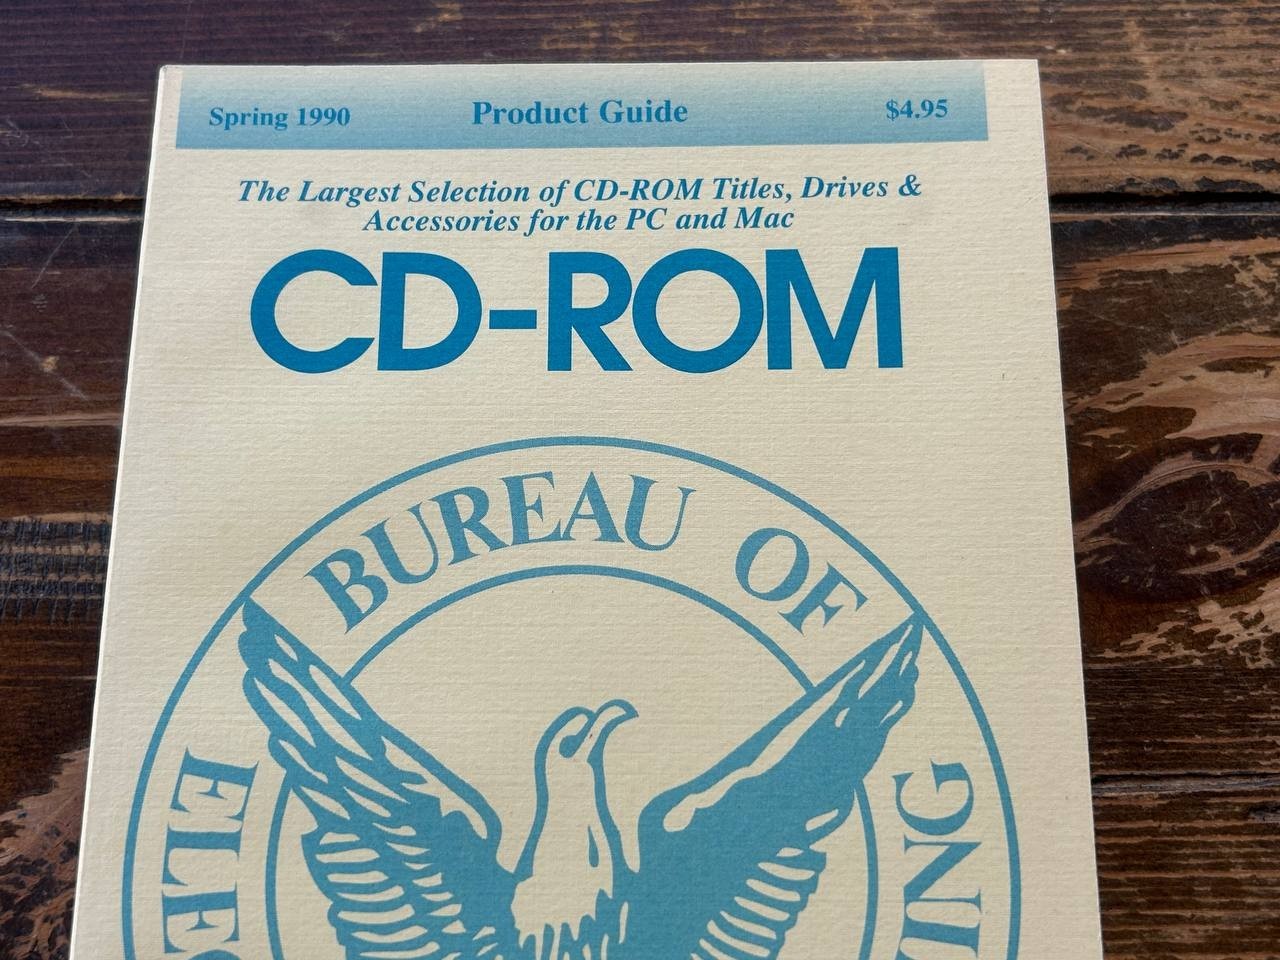 Spring 1990 Product Guide $4.95
The Largest Selection of CD-ROM Titles, Drives &
Accessories for the PC and Mac
CD-ROM
BUREAU OF